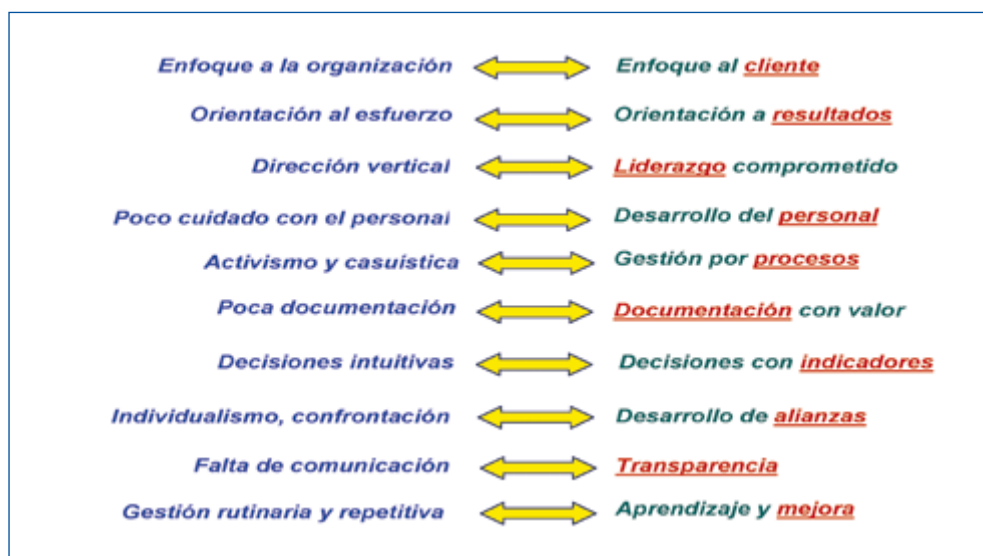 Enfoque a la organización Enfoque al cliente
Orientación al esfuerzo Orientación a resultados
Dirección vertical Liderazgo comprometido
Poco cuidado con el personal Desarrollo del personal
Activismo y casuística Gestión por procesos
Poca documentación Documentación con valor
Decisiones intuitivas Decisiones con indicadores
Individualismo, confrontación Desarrollo de alianzas
Falta de comunicación Transparencia
Gestión rutinaria y repetitiva Aprendizaje y mejora